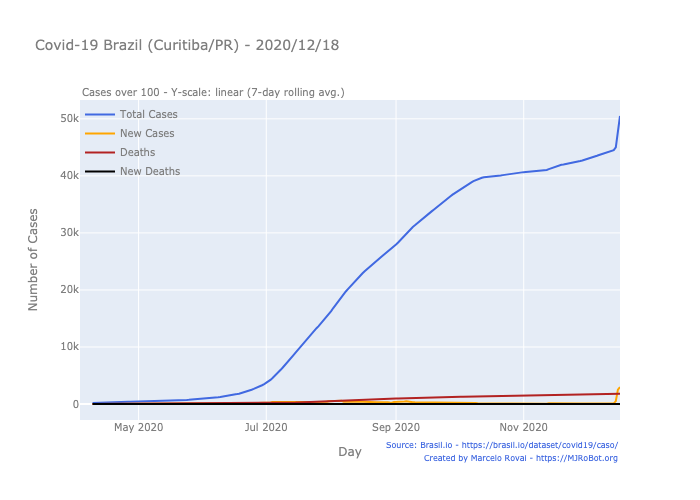 Covid-19 Brazil (Curitiba/PR) - 2020/12/18
Cases over 100 - Y-scale: linear (7-day rolling avg.)
Total Cases
New Cases
Deaths
New Deaths
50k
40k
30k
20k
10k
0
Number of Cases
May 2020
Jul 2020
Sep 2020
Nov 2020
Day
Source: Brasil.io - https://brasil.io/dataset/covid19/caso/
Created by Marcelo Rovai - https://MJRoBot.org